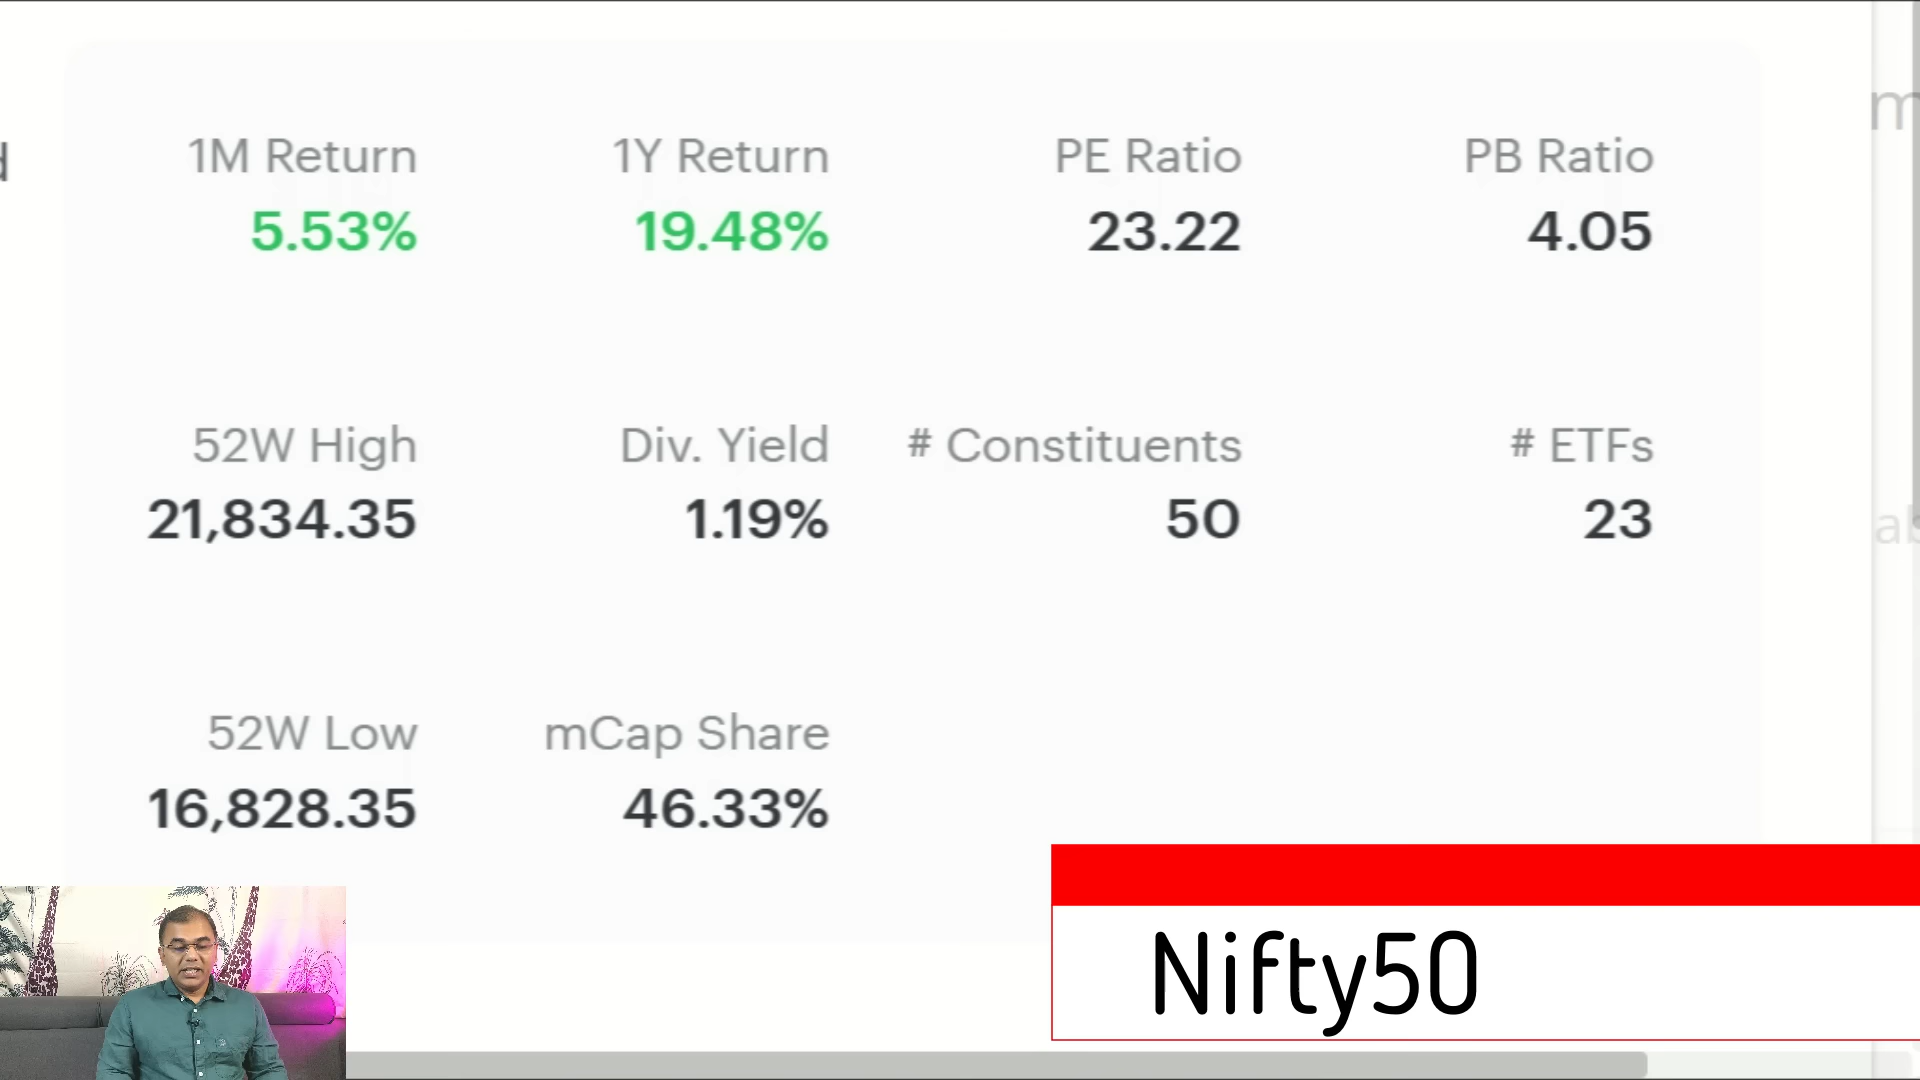 1M Return 1Y Return PE Ratio PB Ratio
5.53% 19.48% 23.22 4.05
52W High Div. Yield # Constituents # ETFs
21,834.35 1.19% 50 23
52W Low mCap Share
16,828.35 46.33%
Nifty50